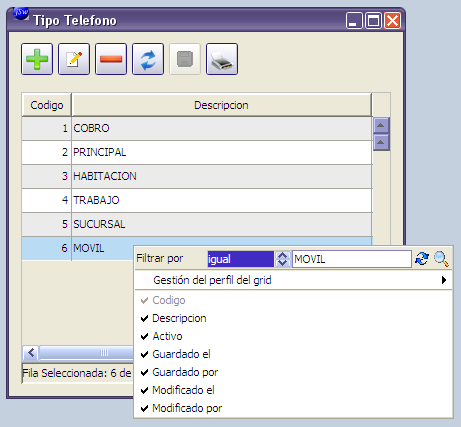 jSW
Tipo Telefono
Codigo Descripcion
1 COBRO
2 PRINCIPAL
3 HABITACION
4 TRABAJO
5 SUCURSAL
6 MOVIL
Filtrar por igual MOVIL
Gestión del perfil del grid
Codigo
Descripcion
Activo
Guardado el
Guardado por
Modificado el
Modificado por
Fila Seleccionada: 6 de